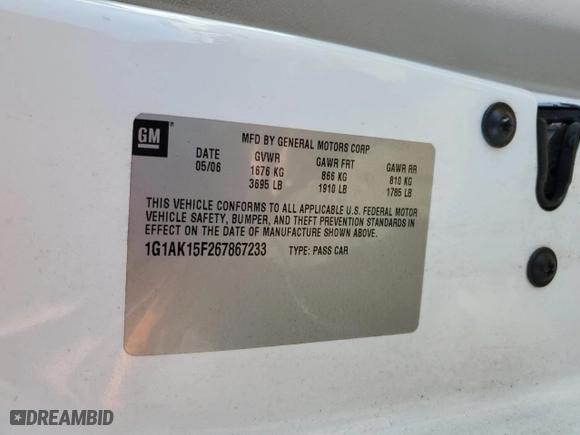 GM
MFD BY GENERAL MOTORS CORP
DATE GVWR GAWR FRT GAWR RR
05/06 1676 KG 866 KG 810 KG
3695 LB 1910 LB 1785 LB
THIS VEHICLE CONFORMS TO ALL APPLICABLE U.S. FEDERAL MOTOR
VEHICLE SAFETY, BUMPER, AND THEFT PREVENTION STANDARDS IN
EFFECT ON THE DATE OF MANUFACTURE SHOWN ABOVE.
1G1AK15F267867233 TYPE: PASS CAR
DREAMBID